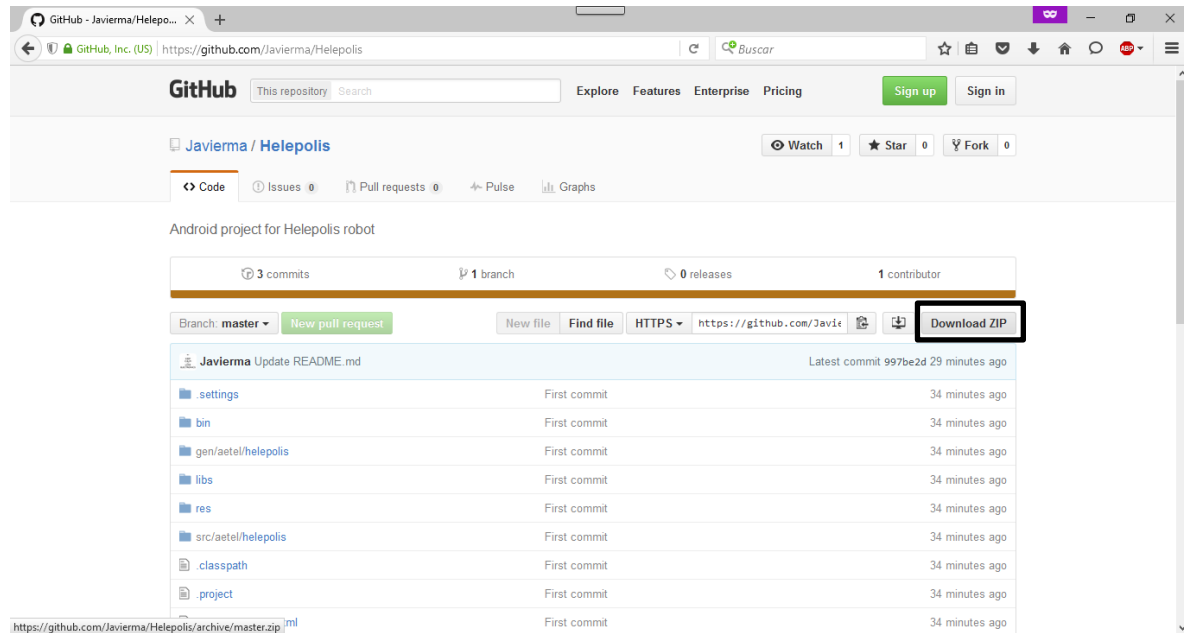 GitHub - Javierma/Helepo... × +
GitHub, Inc. (US) https://github.com/Javierma/Helepolis Buscar ABP
GitHub This repository Search Explore Features Enterprise Pricing Sign up Sign in
Javierma / Helepolis Watch 1 Star 0 Fork 0
Code Issues 0 Pull requests 0 Pulse Graphs
Android project for Helepolis robot
3 commits 1 branch 0 releases 1 contributor
Branch: master New pull request New file Find file HTTPS https://github.com/Javie Download ZIP
Javierma Update README.md Latest commit 997be2d 29 minutes ago
.settings First commit 34 minutes ago
bin First commit 34 minutes ago
gen/aetel/helepolis First commit 34 minutes ago
libs First commit 34 minutes ago
res First commit 34 minutes ago
src/aetel/helepolis First commit 34 minutes ago
.classpath First commit 34 minutes ago
.project First commit 34 minutes ago
First commit 34 minutes ago
https://github.com/Javierma/Helepolis/archive/master.zip